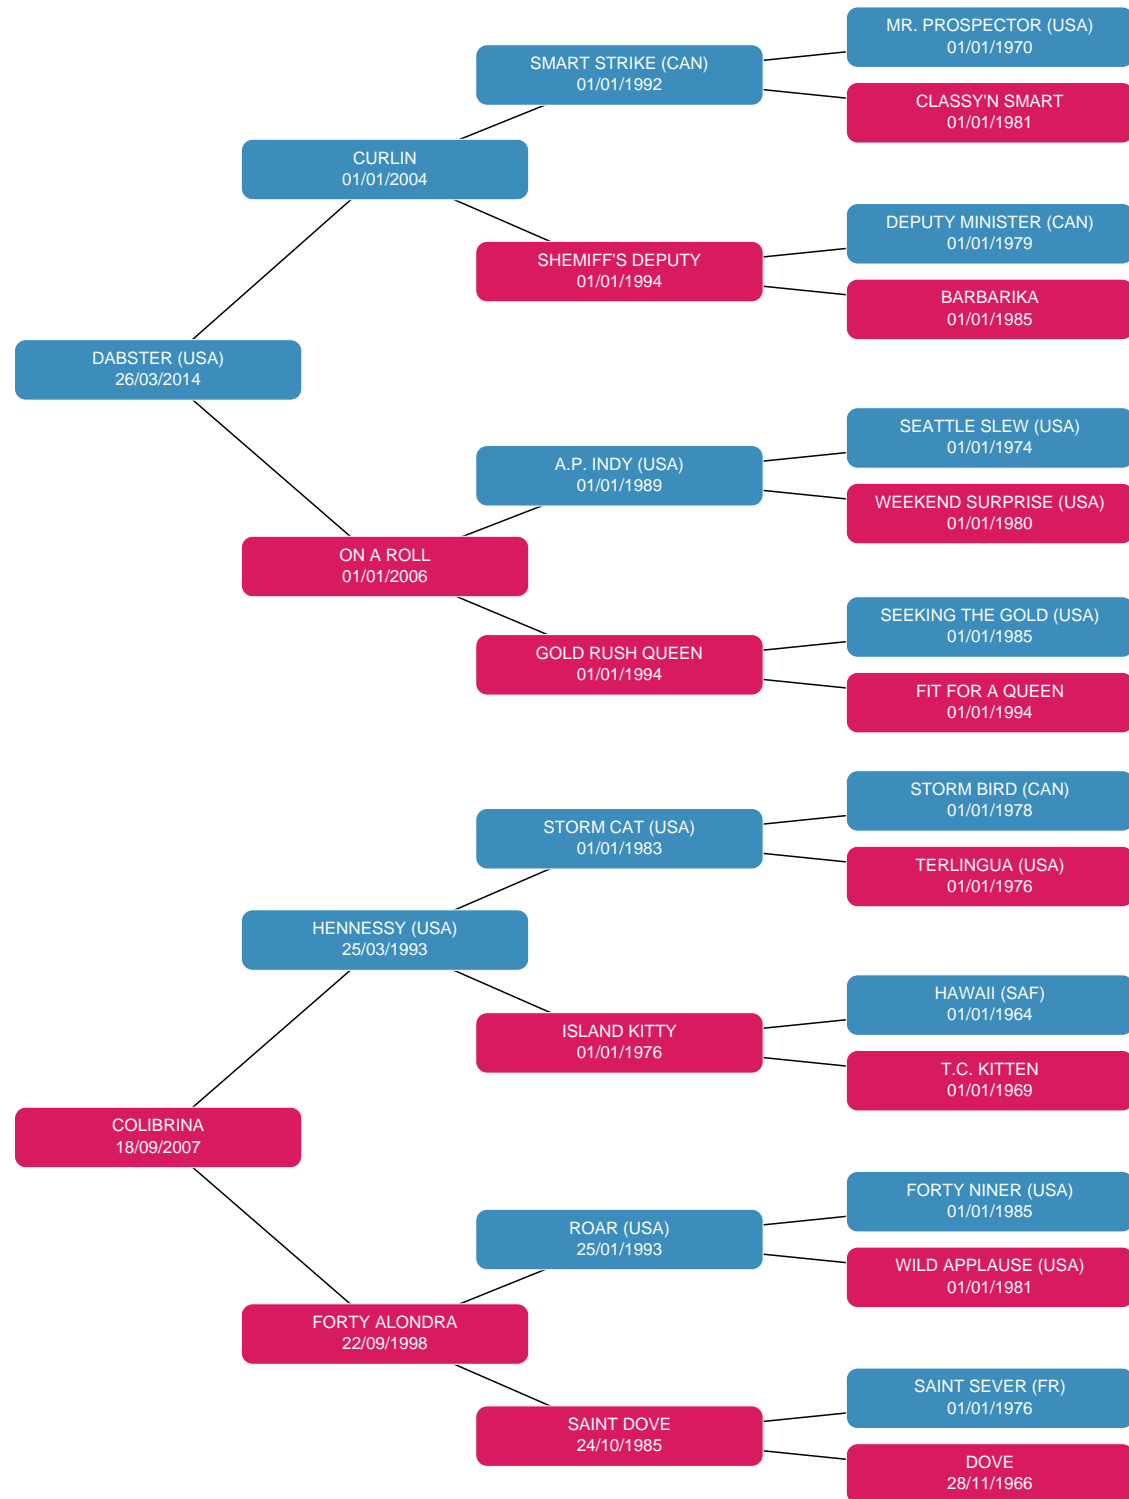 MR. PROSPECTOR (USA)
01/01/1970
SMART STRIKE (CAN)
01/01/1992
CLASSY'N SMART
01/01/1981
CURLIN
01/01/2004
DEPUTY MINISTER (CAN)
01/01/1979
SHEMIFF'S DEPUTY
01/01/1994
BARBARIKA
01/01/1985
DABSTER (USA)
26/03/2014
SEATTLE SLEW (USA)
01/01/1974
A.P. INDY (USA)
01/01/1989
WEEKEND SURPRISE (USA)
01/01/1980
ON A ROLL
01/01/2006
SEEKING THE GOLD (USA)
01/01/1985
GOLD RUSH QUEEN
01/01/1994
FIT FOR A QUEEN
01/01/1994
STORM BIRD (CAN)
01/01/1978
STORM CAT (USA)
01/01/1983
TERLINGUA (USA)
01/01/1976
HENNESSY (USA)
25/03/1993
HAWAII (SAF)
01/01/1964
ISLAND KITTY
01/01/1976
T.C. KITTEN
01/01/1969
COLIBRINA
18/09/2007
FORTY NINER (USA)
01/01/1985
ROAR (USA)
25/01/1993
WILD APPLAUSE (USA)
01/01/1981
FORTY ALONDRA
22/09/1998
SAINT SEVER (FR)
01/01/1976
SAINT DOVE
24/10/1985
DOVE
28/11/1966